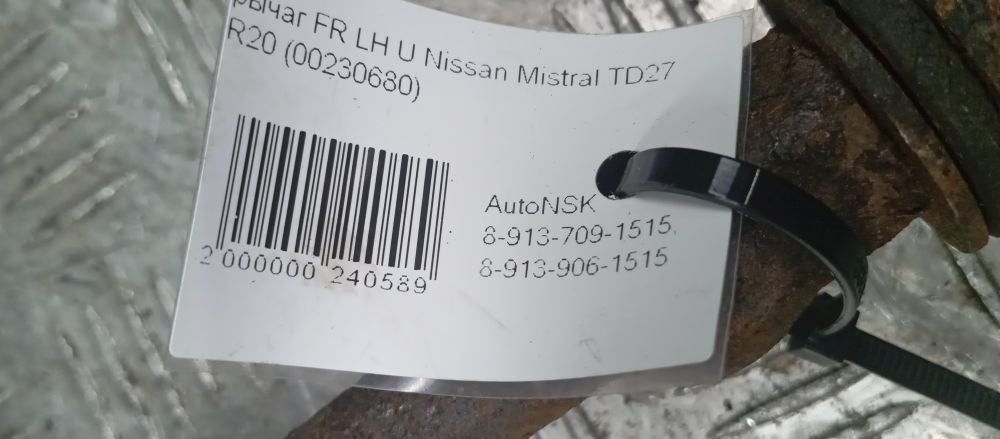 рычаг FR LH U Nissan Mistral TD27
R20 (00230680)
2 000000 240589
AutoNSK
8-913-709-1515,
8-913-906-1515